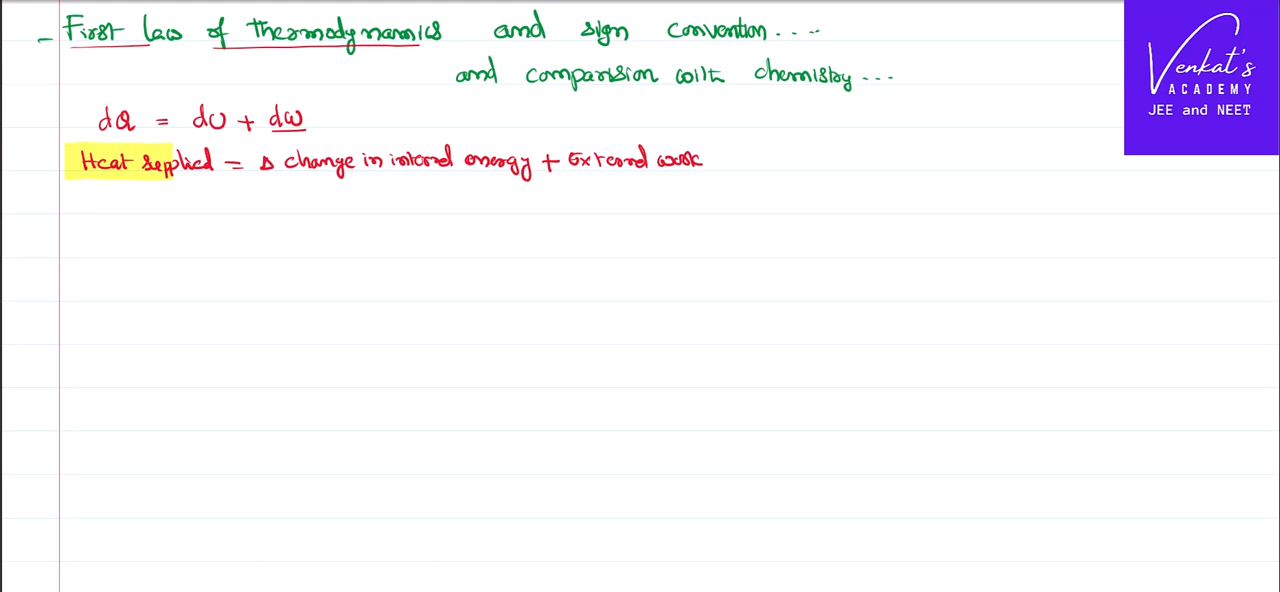 - First law of thermodynamics and sign convention....
and comparision with chemistry...
dQ = dU + dw
Heat supplied = Δ change in internal energy + External work
Venkat's
ACADEMY
JEE and NEET